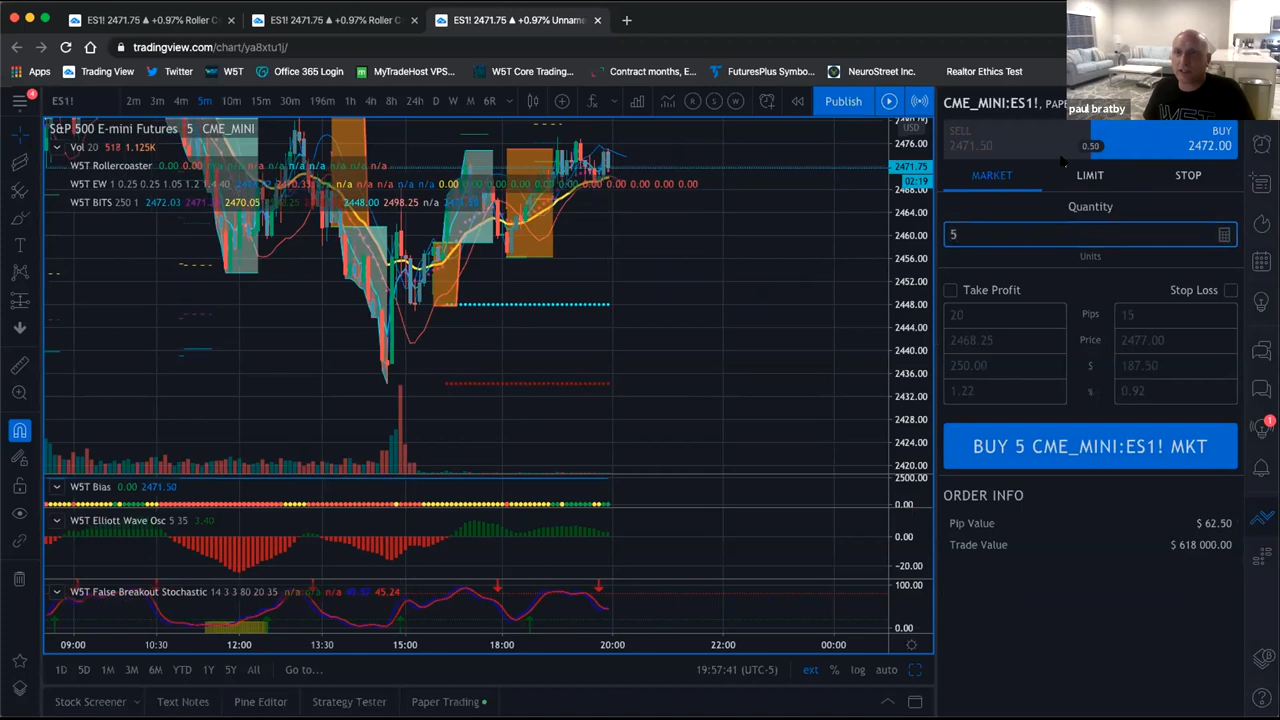 ES1! 2471.75 ▲ +0.97% Roller C
ES1! 2471.75 ▲ +0.97% Roller C
ES1! 2471.75 ▲ +0.97% Unnam
tradingview.com/chart/ya8xtu1j/
Apps
Trading View
Twitter
W5T
Office 365 Login
MyTradeHost VPS...
W5T Core Trading...
Contract months, E...
FuturesPlus Symbo...
NeuroStreet Inc.
Realtor Ethics Test
paul bratby
4
ES1!
2m 3m 4m 5m 10m 15m 30m 196m 1h 4h 8h 24h D W M 6R
Publish
CME_MINI:ES1!, PAPE
S&P 500 E-mini Futures 5 CME_MINI
Vol 20 518 1.125K
W5T Rollercoaster 0.00 0.00 n/a n/a n/a n/a n/a n/a n/a
W5T BITS 250 1 2472.03
2470.05
2448.00 2498.25 n/a
USD
2476.00
2471.75
02:19
2464.00
2460.00
2456.00
2452.00
2448.00
2444.00
2440.00
2436.00
2432.00
2428.00
2424.00
2420.00
SELL
2471.50
0.50
BUY
2472.00
MARKET
LIMIT
STOP
Quantity
5
Units
Take Profit
Stop Loss
20 Pips 15
2468.25 Price 2477.00
250.00 $ 187.50
1.22 % 0.92
BUY 5 CME_MINI:ES1! MKT
ORDER INFO
Pip Value $ 62.50
Trade Value $ 618 000.00
W5T Bias 0.00 2471.50
2500.00
0.00
W5T Elliott Wave Osc 5 35 3.40
0.00
-20.00
W5T False Breakout Stochastic 14 3 3 80 20 35 n/a n/a n/a
45.24
100.00
0.00
09:00 10:30 12:00 13:30 15:00 18:00 20:00 22:00 00:00
1D 5D 1M 3M 6M YTD 1Y 5Y All Go to...
19:57:41 (UTC-5) ext % log auto
Stock Screener
Text Notes
Pine Editor
Strategy Tester
Paper Trading
1